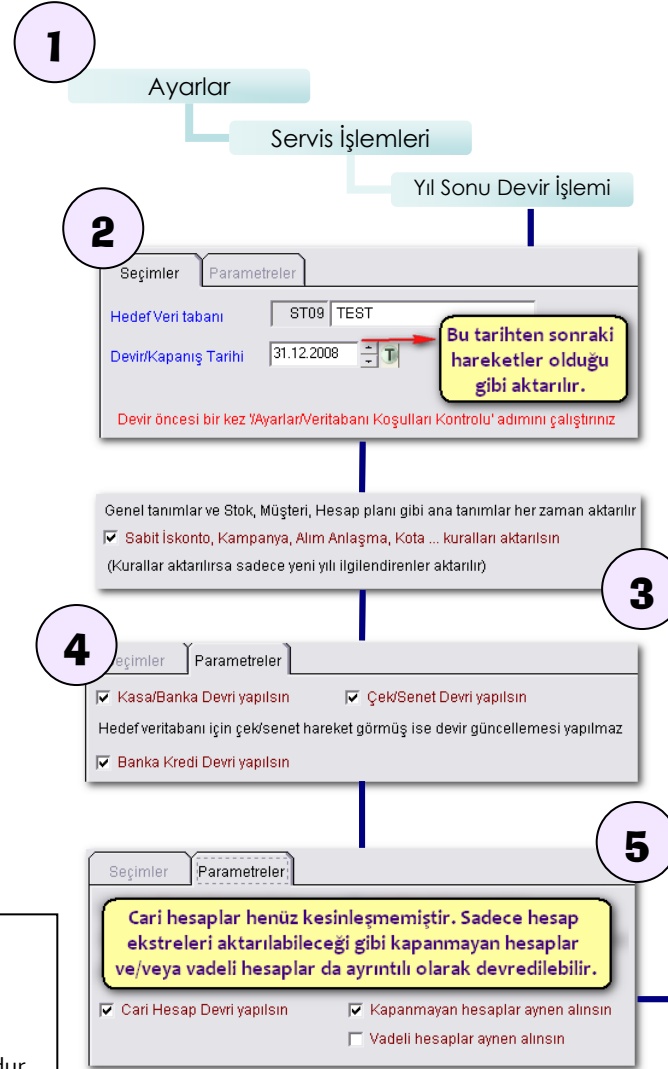 1
Ayarlar
Servis İşlemleri
Yıl Sonu Devir İşlemi
2
Seçimler Parametreler
Hedef Veri tabanı ST09 TEST
Devir/Kapanış Tarihi 31.12.2008 T
Bu tarihten sonraki
hareketler olduğu
gibi aktarılır.
Devir öncesi bir kez '/Ayarlar/Veritabanı Koşulları Kontrolu' adımını çalıştırınız
Genel tanımlar ve Stok, Müşteri, Hesap planı gibi ana tanımlar her zaman aktarılır
Sabit İskonto, Kampanya, Alım Anlaşma, Kota ... kuralları aktarılsın
(Kurallar aktarılırsa sadece yeni yılı ilgilendirenler aktarılır)
3
4
eçimler Parametreler
Kasa/Banka Devri yapılsın Çek/Senet Devri yapılsın
Hedef veritabanı için çek/senet hareket görmüş ise devir güncellemesi yapılmaz
Banka Kredi Devri yapılsın
5
Seçimler Parametreler
Cari hesaplar henüz kesinleşmemiştir. Sadece hesap
ekstreleri aktarılabileceği gibi kapanmayan hesaplar
ve/veya vadeli hesaplar da ayrıntılı olarak devredilebilir.
Cari Hesap Devri yapılsın Kapanmayan hesaplar aynen alınsın
Vadeli hesaplar aynen alınsın